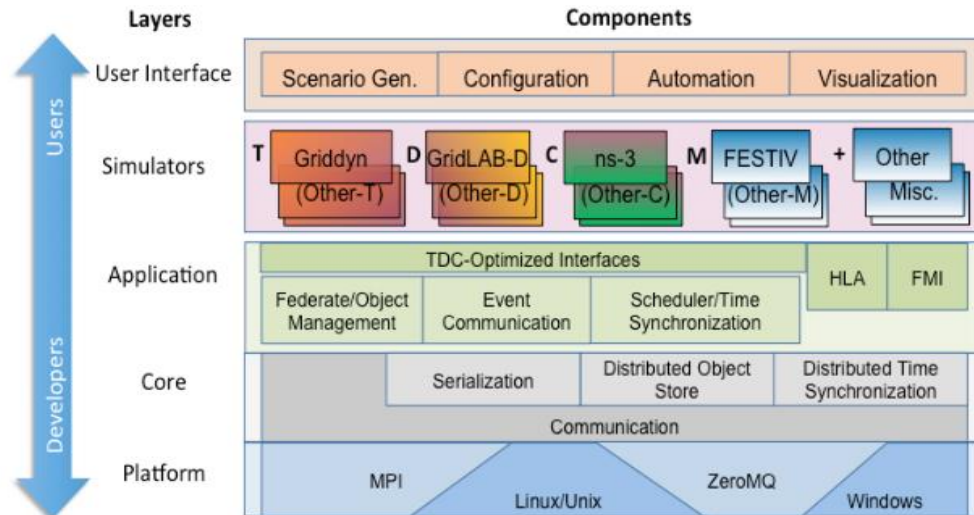 Layers
Components
Users
Developers
User Interface
Scenario Gen.
Configuration
Automation
Visualization
Simulators
T
Griddyn
(Other-T)
D
GridLAB-D
(Other-D)
C
ns-3
(Other-C)
M
FESTIV
(Other-M)
+
Other
Misc.
Application
TDC-Optimized Interfaces
HLA
FMI
Federate/Object
Management
Event
Communication
Scheduler/Time
Synchronization
Core
Serialization
Distributed Object
Store
Distributed Time
Synchronization
Communication
Platform
MPI
Linux/Unix
ZeroMQ
Windows